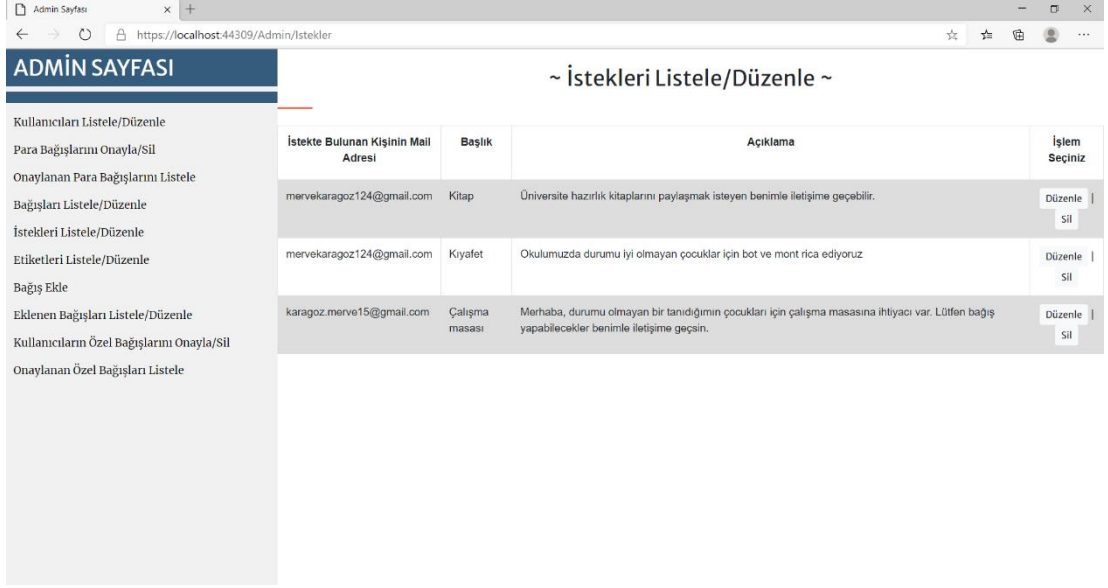 Admin Sayfası
https://localhost:44309/Admin/Istekler
ADMİN SAYFASI
~ İstekleri Listele/Düzenle ~
Kullanıcıları Listele/Düzenle
Para Bağışlarını Onayla/Sil
Onaylanan Para Bağışlarını Listele
Bağışları Listele/Düzenle
İstekleri Listele/Düzenle
Etiketleri Listele/Düzenle
Bağış Ekle
Eklenen Bağışları Listele/Düzenle
Kullanıcıların Özel Bağışlarını Onayla/Sil
Onaylanan Özel Bağışları Listele
İstekte Bulunan Kişinin Mail
Adresi
Başlık
Açıklama
İşlem
Seçiniz
mervekaragoz124@gmail.com
Kitap
Üniversite hazırlık kitaplarını paylaşmak isteyen benimle iletişime geçebilir.
Düzenle |
Sil
mervekaragoz124@gmail.com
Kıyafet
Okulumuzda durumu iyi olmayan çocuklar için bot ve mont rica ediyoruz
Düzenle |
Sil
karagoz.merve15@gmail.com
Çalışma
masası
Merhaba, durumu olmayan bir tanıdığımın çocukları için çalışma masasına ihtiyacı var. Lütfen bağış
yapabilecekler benimle iletişime geçsin.
Düzenle |
Sil